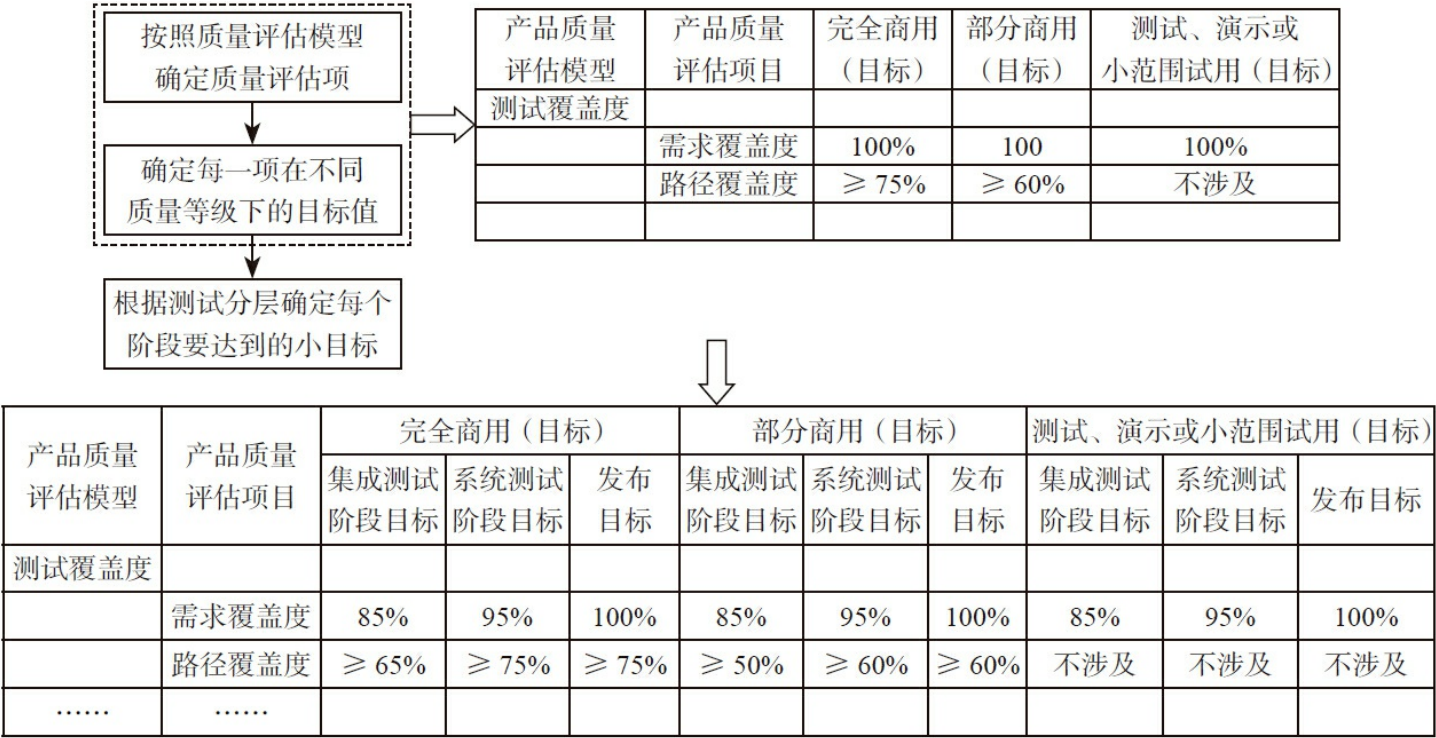 按照质量评估模型
确定质量评估项
确定每一项在不同
质量等级下的目标值
根据测试分层确定每个
阶段要达到的小目标
产品质量 产品质量 完全商用 部分商用 测试、演示或
评估模型 评估项目 （目标） （目标） 小范围试用（目标）
测试覆盖度
需求覆盖度 100% 100 100%
路径覆盖度 ≥ 75% ≥ 60% 不涉及
产品质量 产品质量 完全商用（目标） 部分商用（目标） 测试、演示或小范围试用（目标）
评估模型 评估项目 集成测试 系统测试 发布 集成测试 系统测试 发布 集成测试 系统测试 发布目标
阶段目标 阶段目标 目标 阶段目标 阶段目标 目标 阶段目标 阶段目标
测试覆盖度
需求覆盖度 85% 95% 100% 85% 95% 100% 85% 95% 100%
路径覆盖度 ≥ 65% ≥ 75% ≥ 75% ≥ 50% ≥ 60% ≥ 60% 不涉及 不涉及 不涉及
…… ……